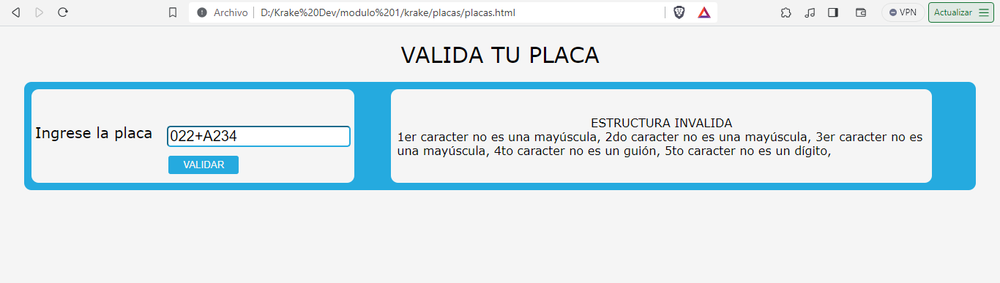 Archivo D:/Krake%20Dev/modulo%201/krake/placas/placas.html VPN Actualizar
VALIDA TU PLACA
Ingrese la placa 022+A234
VALIDAR
ESTRUCTURA INVALIDA
1er caracter no es una mayúscula, 2do caracter no es una mayúscula, 3er caracter no es
una mayúscula, 4to caracter no es un guión, 5to caracter no es un dígito,